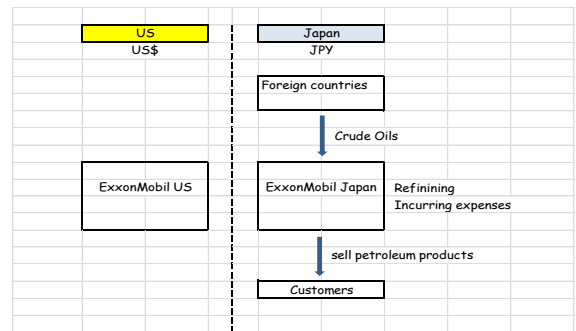 US
Japan
US$
JPY
Foreign countries
Crude Oils
ExxonMobil US
ExxonMobil Japan
Refinining
Incurring expenses
sell petroleum products
Customers